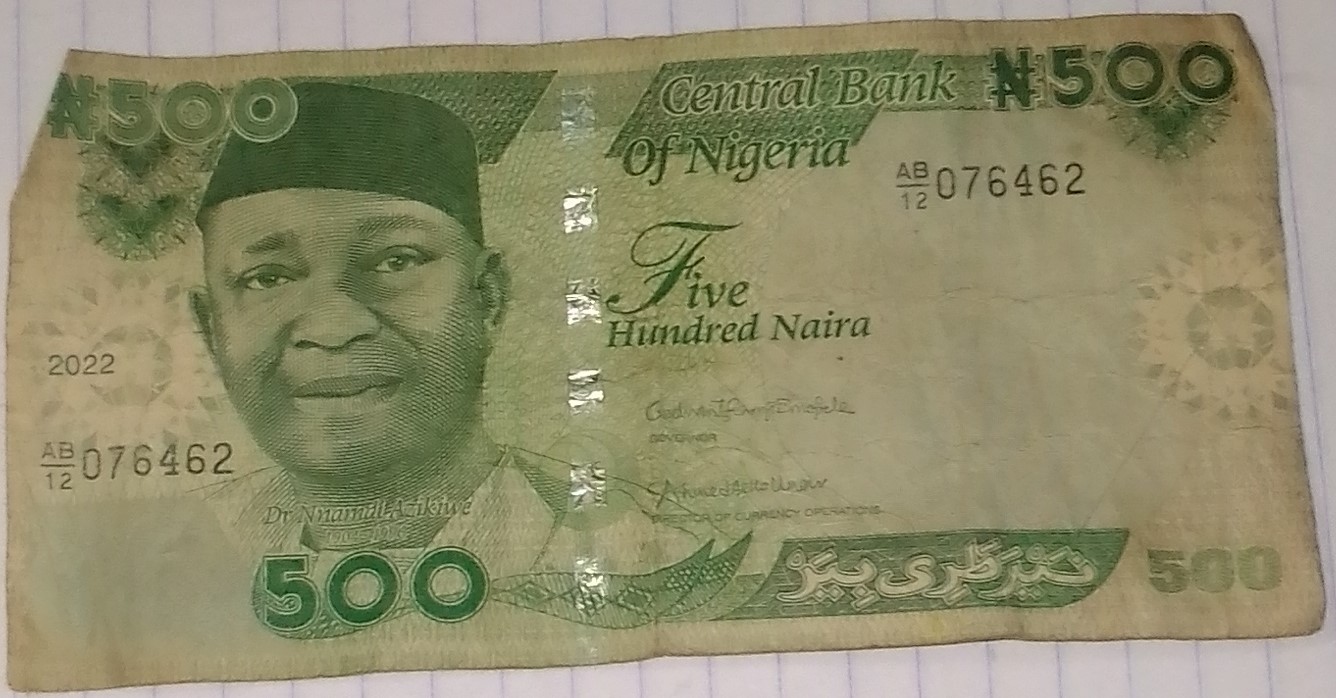 ₦500
Central Bank
Of Nigeria
₦500
AB/12 076462
Five
Hundred Naira
2022
AB/12 076462
GOVERNOR
Dr Nnamdi Azikiwe
DIRECTOR OF CURRENCY OPERATIONS
500
نَيْرَ طَرِى بِيَرْ
500